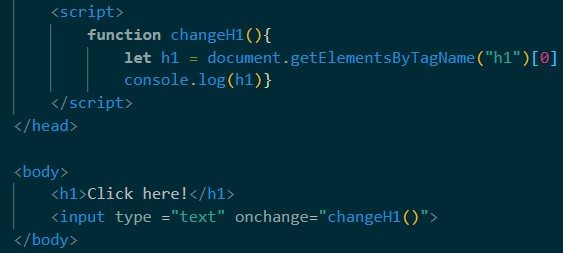 <script>
function changeH1(){
let h1 = document.getElementsByTagName("h1")[0]
console.log(h1)}
</script>
</head>
<body>
<h1>Click here!</h1>
<input type ="text" onchange="changeH1()">
</body>